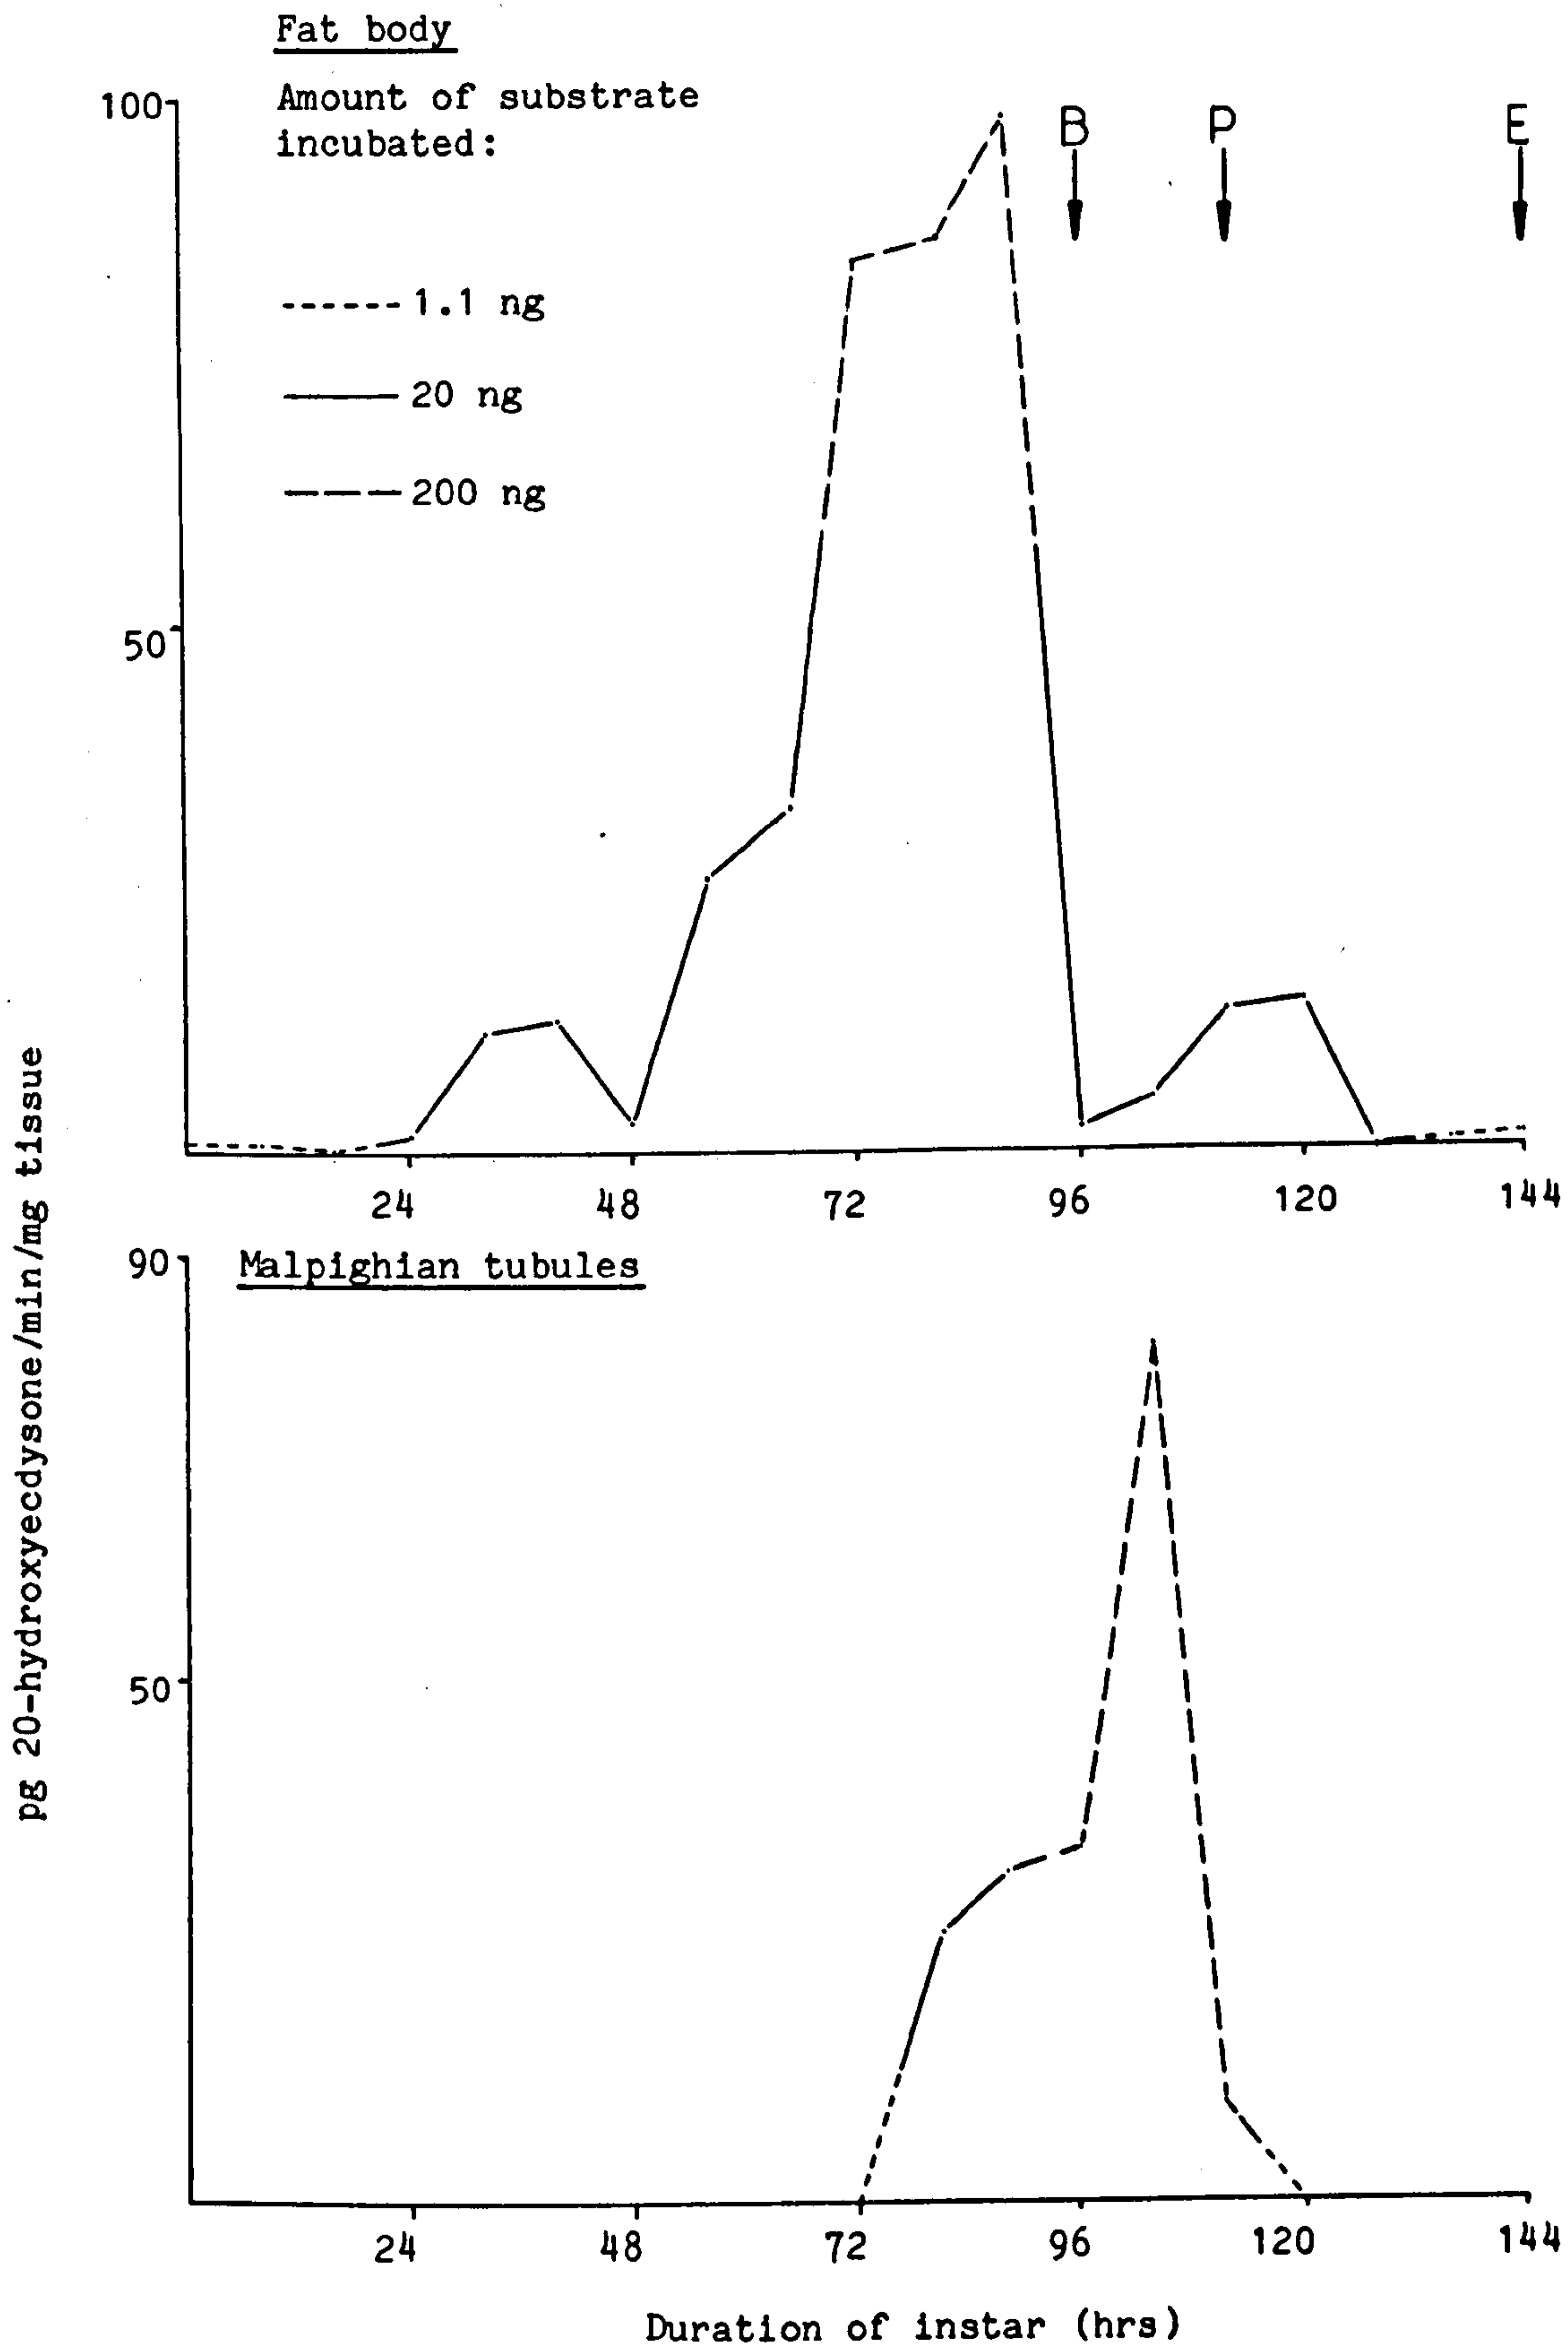 Fat body
Amount of substrate
incubated:
1.1 ng
20 ng
200 ng
B
P
E
100
50
24
48
72
96
120
144
pg 20-hydroxyecdysone/min/mg tissue
Malpighian tubules
90
50
24
48
72
96
120
144
Duration of instar (hrs)